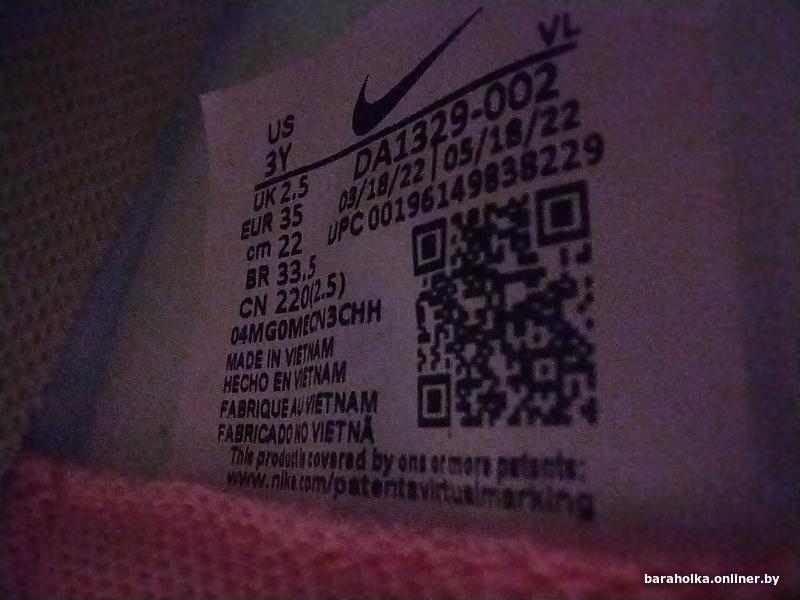 VL
US
3Y
UK 2.5
EUR 35
cm 22
BR 33.5
CN 220(2.5)
DA1329-002
03/18/22 | 05/18/22
UPC 00196149838229
04MG0MECN3CHH
MADE IN VIETNAM
HECHO EN VIETNAM
FABRIQUE AU VIETNAM
FABRICADO NO VIETNÃ
This product is covered by one or more patents:
www.nike.com/patentsvirtualmarking
baraholka.onliner.by